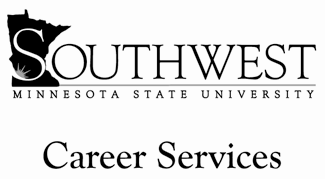 SOUTHWEST
MINNESOTA STATE UNIVERSITY
Career Services